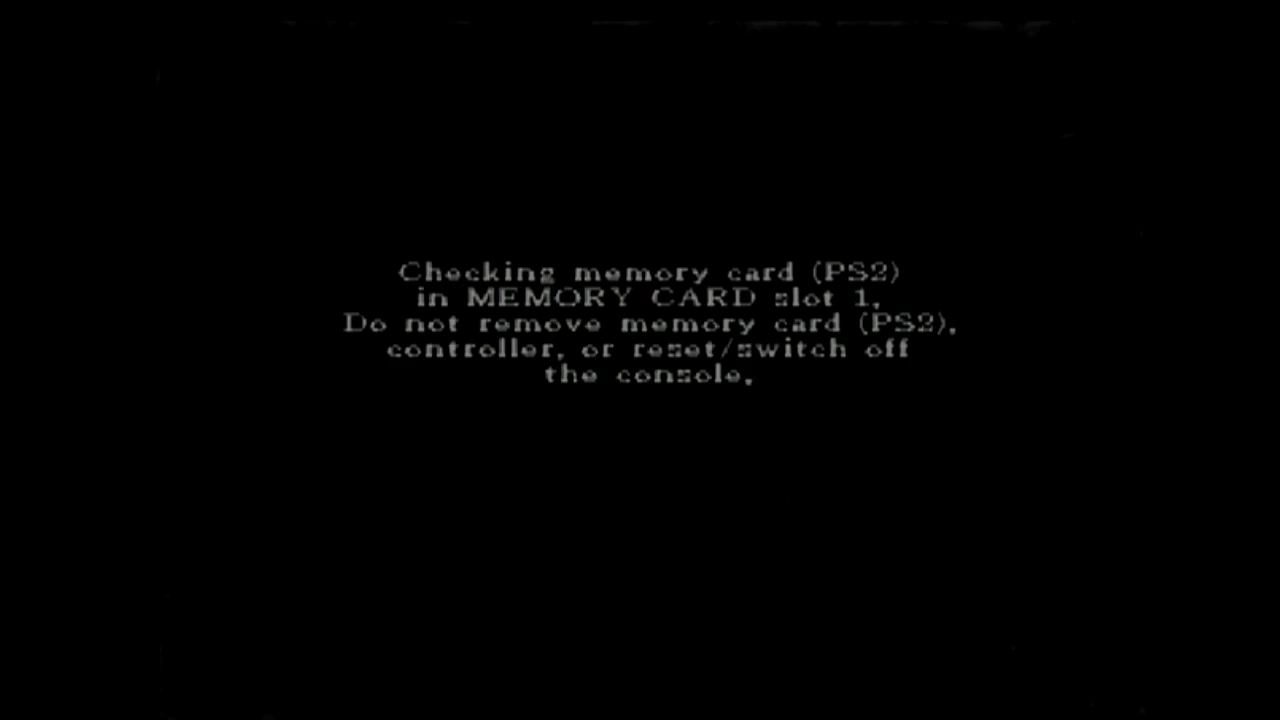 Checking memory card (PS2)
in MEMORY CARD slot 1.
Do not remove memory card (PS2),
controller, or reset/switch off
the console.